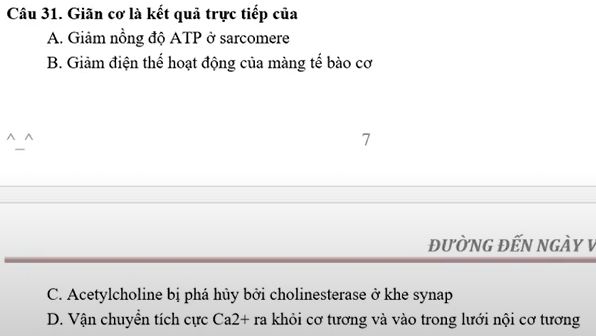 Câu 31. Giãn cơ là kết quả trực tiếp của
A. Giảm nồng độ ATP ở sarcomere
B. Giảm điện thế hoạt động của màng tế bào cơ
^_^
7
ĐƯỜNG ĐẾN NGÀY V
C. Acetylcholine bị phá hủy bởi cholinesterase ở khe synap
D. Vận chuyển tích cực Ca2+ ra khỏi cơ tương và vào trong lưới nội cơ tương